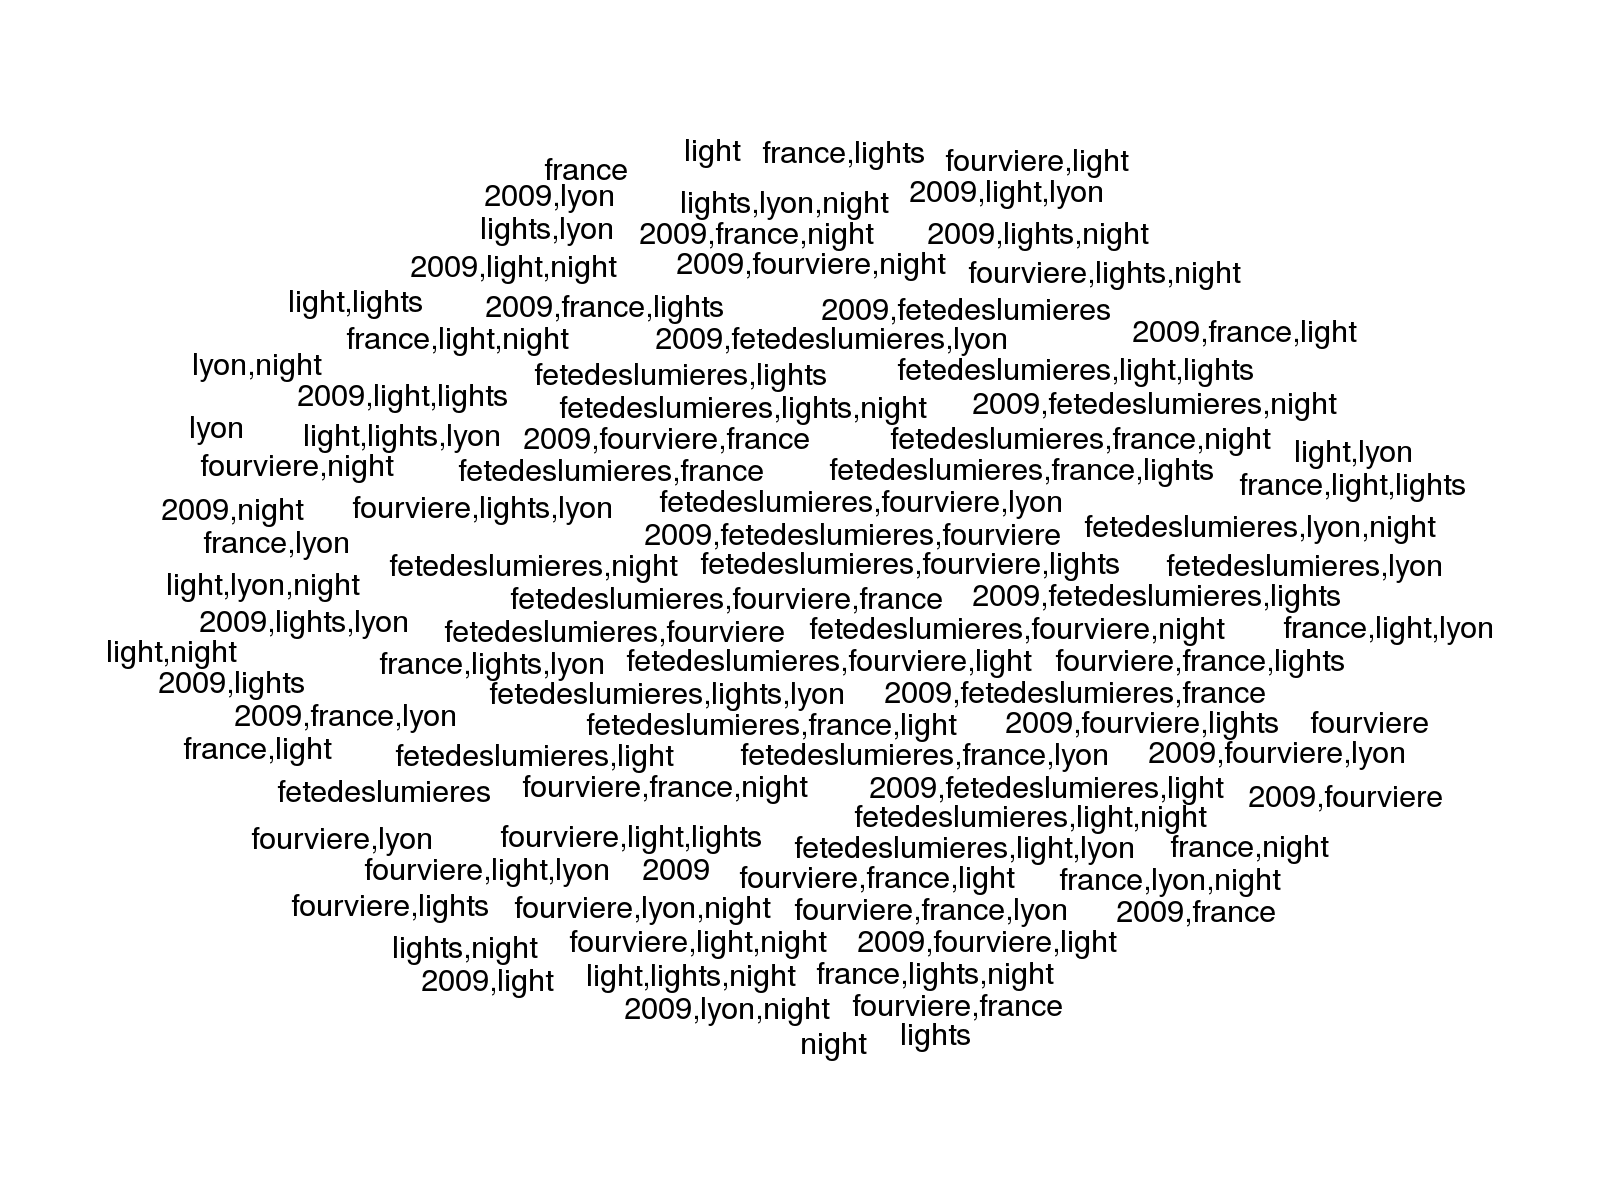 light france,lights fourviere,light
france
2009,lyon lights,lyon,night 2009,light,lyon
lights,lyon 2009,france,night 2009,lights,night
2009,light,night 2009,fourviere,night fourviere,lights,night
light,lights 2009,france,lights 2009,fetedeslumieres
france,light,night 2009,fetedeslumieres,lyon 2009,france,light
lyon,night fetedeslumieres,lights fetedeslumieres,light,lights
2009,light,lights fetedeslumieres,lights,night 2009,fetedeslumieres,night
lyon light,lights,lyon 2009,fourviere,france fetedeslumieres,france,night light,lyon
fourviere,night fetedeslumieres,france fetedeslumieres,france,lights france,light,lights
2009,night fourviere,lights,lyon fetedeslumieres,fourviere,lyon
france,lyon 2009,fetedeslumieres,fourviere fetedeslumieres,lyon,night
fetedeslumieres,night fetedeslumieres,fourviere,lights fetedeslumieres,lyon
light,lyon,night fetedeslumieres,fourviere,france 2009,fetedeslumieres,lights
2009,lights,lyon fetedeslumieres,fourviere fetedeslumieres,fourviere,night france,light,lyon
light,night france,lights,lyon fetedeslumieres,fourviere,light fourviere,france,lights
2009,lights fetedeslumieres,lights,lyon 2009,fetedeslumieres,france
2009,france,lyon fetedeslumieres,france,light 2009,fourviere,lights fourviere
france,light fetedeslumieres,light fetedeslumieres,france,lyon 2009,fourviere,lyon
fetedeslumieres fourviere,france,night 2009,fetedeslumieres,light 2009,fourviere
fetedeslumieres,light,night
fourviere,lyon fourviere,light,lights fetedeslumieres,light,lyon france,night
fourviere,light,lyon 2009 fourviere,france,light france,lyon,night
fourviere,lights fourviere,lyon,night fourviere,france,lyon 2009,france
lights,night fourviere,light,night 2009,fourviere,light
2009,light light,lights,night france,lights,night
2009,lyon,night fourviere,france
night lights